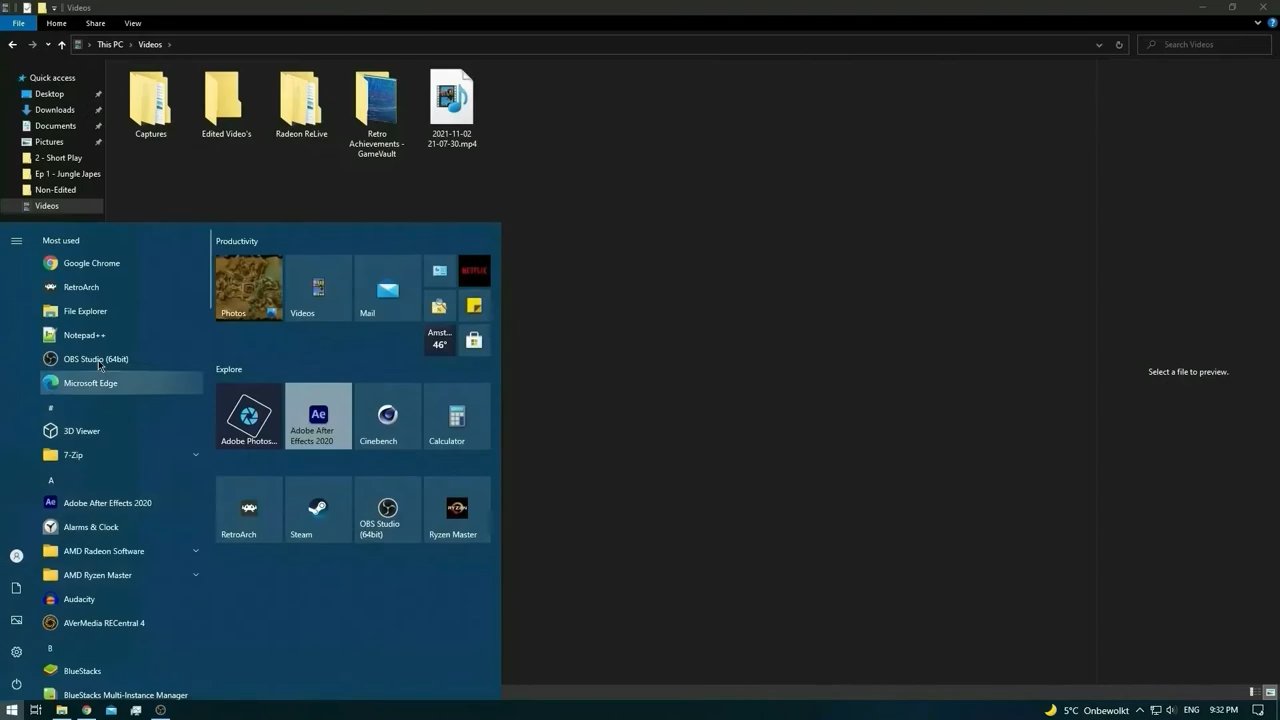 Videos
File
Home
Share
View
This PC
Videos
Search Videos
Quick access
Desktop
Downloads
Documents
Pictures
2 - Short Play
Ep 1 - Jungle Japes
Non-Edited
Videos
Captures
Edited Video's
Radeon ReLive
Retro
Achievements -
GameVault
2021-11-02
21-07-30.mp4
Select a file to preview.
Most used
Google Chrome
RetroArch
File Explorer
Notepad++
OBS Studio (64bit)
Microsoft Edge
#
3D Viewer
7-Zip
A
Adobe After Effects 2020
Alarms & Clock
AMD Radeon Software
AMD Ryzen Master
Audacity
AVerMedia RECentral 4
B
BlueStacks
BlueStacks Multi-Instance Manager
Productivity
Photos
Videos
Mail
NETFLIX
Amst...
46°
Explore
Adobe Photos...
Ae
Adobe After
Effects 2020
Cinebench
Calculator
RetroArch
Steam
OBS Studio
(64bit)
RYZEN
Ryzen Master
5°C Onbewolkt
ENG
9:32 PM